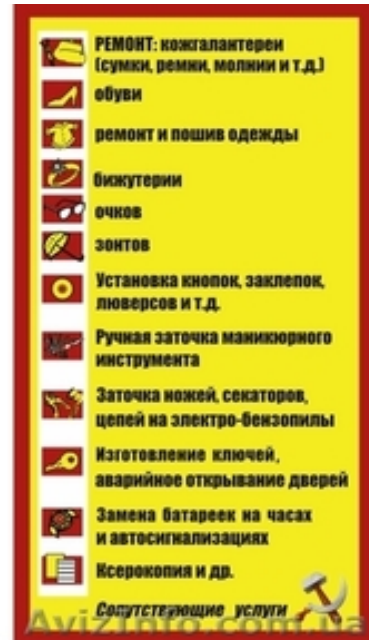 РЕМОНТ: кожгалантереи
(сумки, ремни, молнии и т.д.)
обуви
ремонт и пошив одежды
бижутерии
очков
зонтов
Установка кнопок, заклепок,
люверсов и т.д.
Ручная заточка маникюрного
инструмента
Заточка ножей, секаторов,
цепей на электро-бензопилы
Изготовление ключей,
аварийное открывание дверей
Замена батареек на часах
и автосигнализациях
Ксерокопия и др.
Сопутствующие услуги
AvizInfo.com.ua